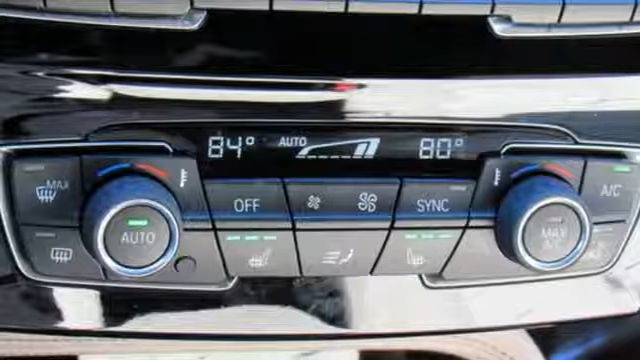 84° AUTO 80°
MAX
A/C
OFF
SYNC
AUTO
MAX
A/C